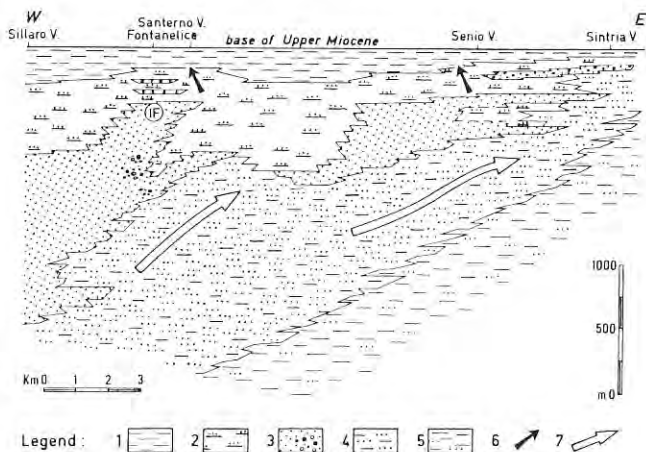 W E
Santerno V.
Sillaro V. Fontanelice base of Upper Miocene Senio V. Sintria V.
IF
1000
500
m 0
Km 0 1 2 3
Legend : 1 2 3 4 5 6 7